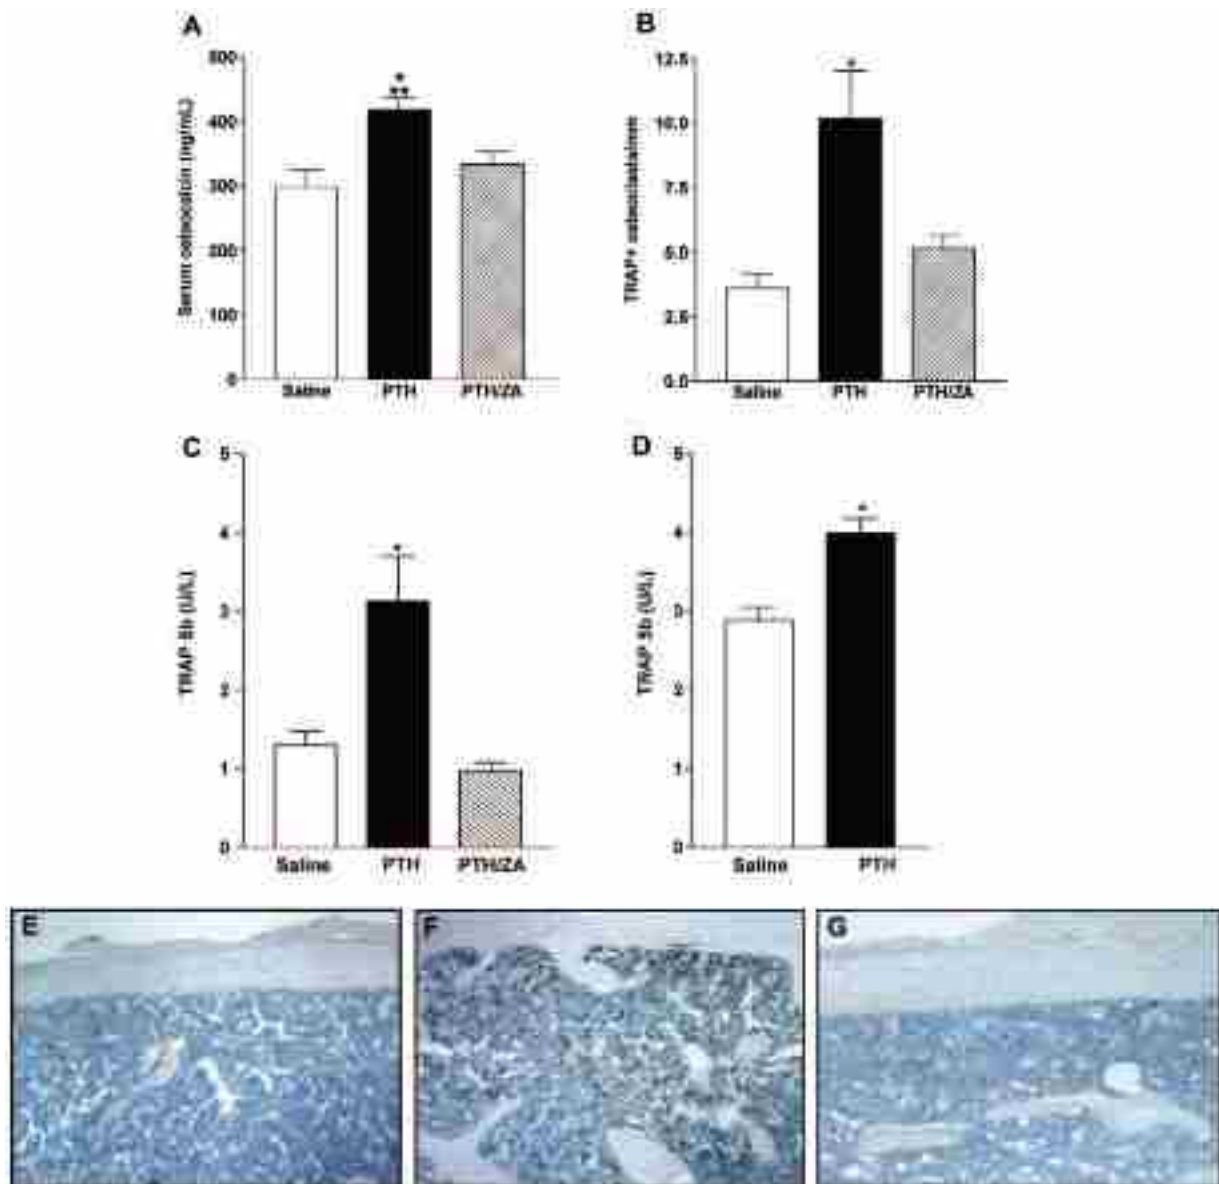 A
Serum osteocalcin (ng/mL)
500
400
300
200
100
0
*
**
Saline PTH PTH/ZA
B
TRAP+ osteoclasts/mm
12.5
10.0
7.5
5.0
2.5
0.0
*
Saline PTH PTH/ZA
C
TRAP 5b (U/L)
5
4
3
2
1
0
*
Saline PTH PTH/ZA
D
TRAP 5b (U/L)
5
4
3
2
1
0
*
Saline PTH
E F G